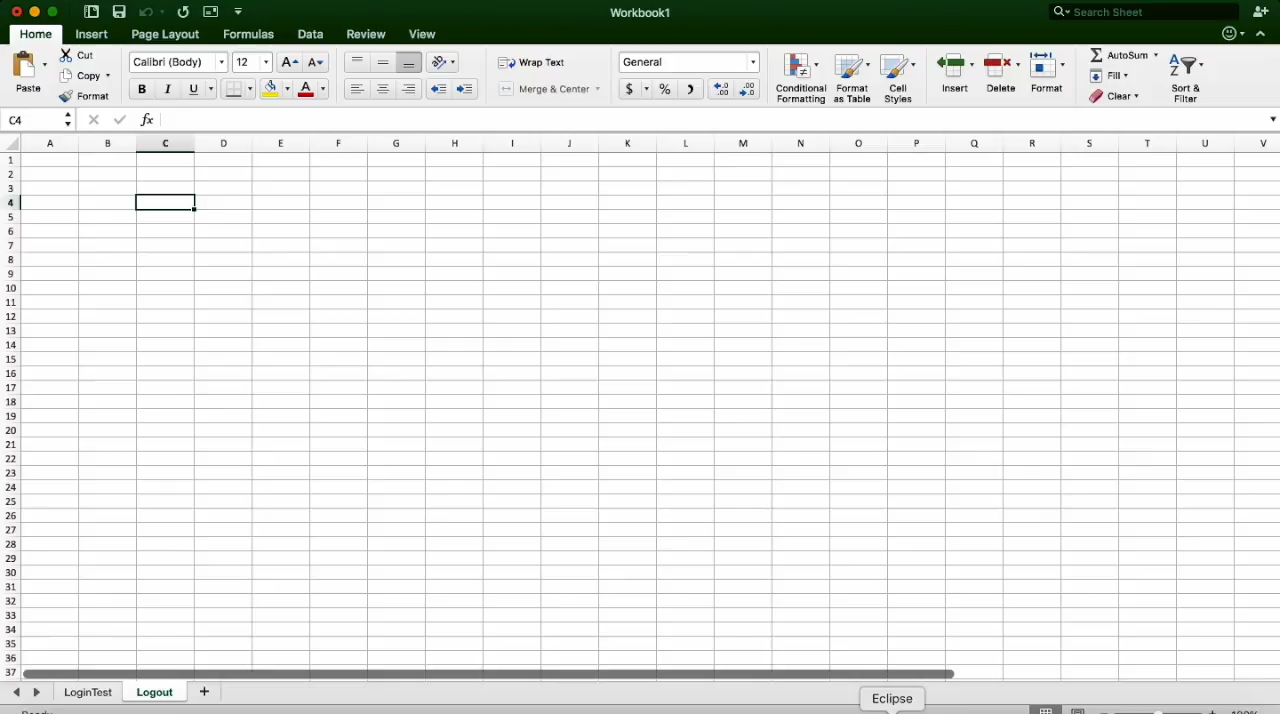 Workbook1
Search Sheet
Home Insert Page Layout Formulas Data Review View
Paste
Cut
Copy
Format
Calibri (Body) 12 A A
B I U A
Wrap Text
Merge & Center
General
$ % )
Conditional Formatting
Format as Table
Cell Styles
Insert
Delete
Format
AutoSum
Fill
Clear
Sort & Filter
C4 fx
A B C D E F G H I J K L M N O P Q R S T U V
1
2
3
4
5
6
7
8
9
10
11
12
13
14
15
16
17
18
19
20
21
22
23
24
25
26
27
28
29
30
31
32
33
34
35
36
37
LoginTest Logout +
Eclipse